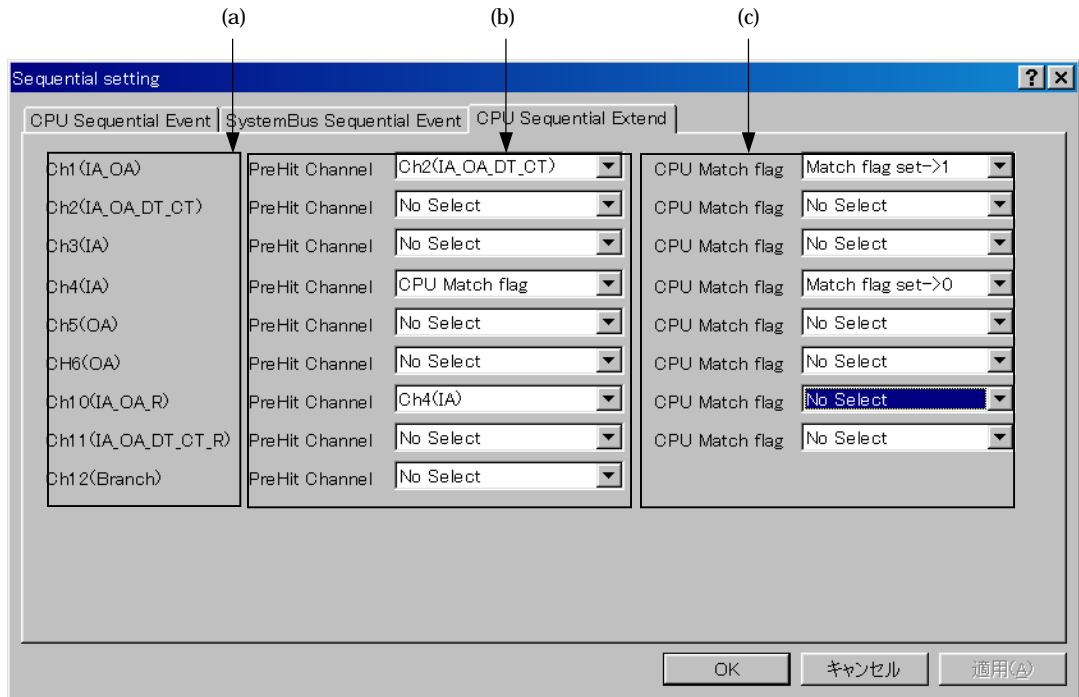 (a) (b) (c)
Sequential setting
CPU Sequential Event SystemBus Sequential Event CPU Sequential Extend
Ch1(IA_OA) PreHit Channel Ch2(IA_OA_DT_CT) CPU Match flag Match flag set->1
Ch2(IA_OA_DT_CT) PreHit Channel No Select CPU Match flag No Select
Ch3(IA) PreHit Channel No Select CPU Match flag No Select
Ch4(IA) PreHit Channel CPU Match flag CPU Match flag Match flag set->0
Ch5(OA) PreHit Channel No Select CPU Match flag No Select
CH6(OA) PreHit Channel No Select CPU Match flag No Select
Ch10(IA_OA_R) PreHit Channel Ch4(IA) CPU Match flag No Select
Ch11(IA_OA_DT_CT_R) PreHit Channel No Select CPU Match flag No Select
Ch12(Branch) PreHit Channel No Select
OK キャンセル 適用(A)